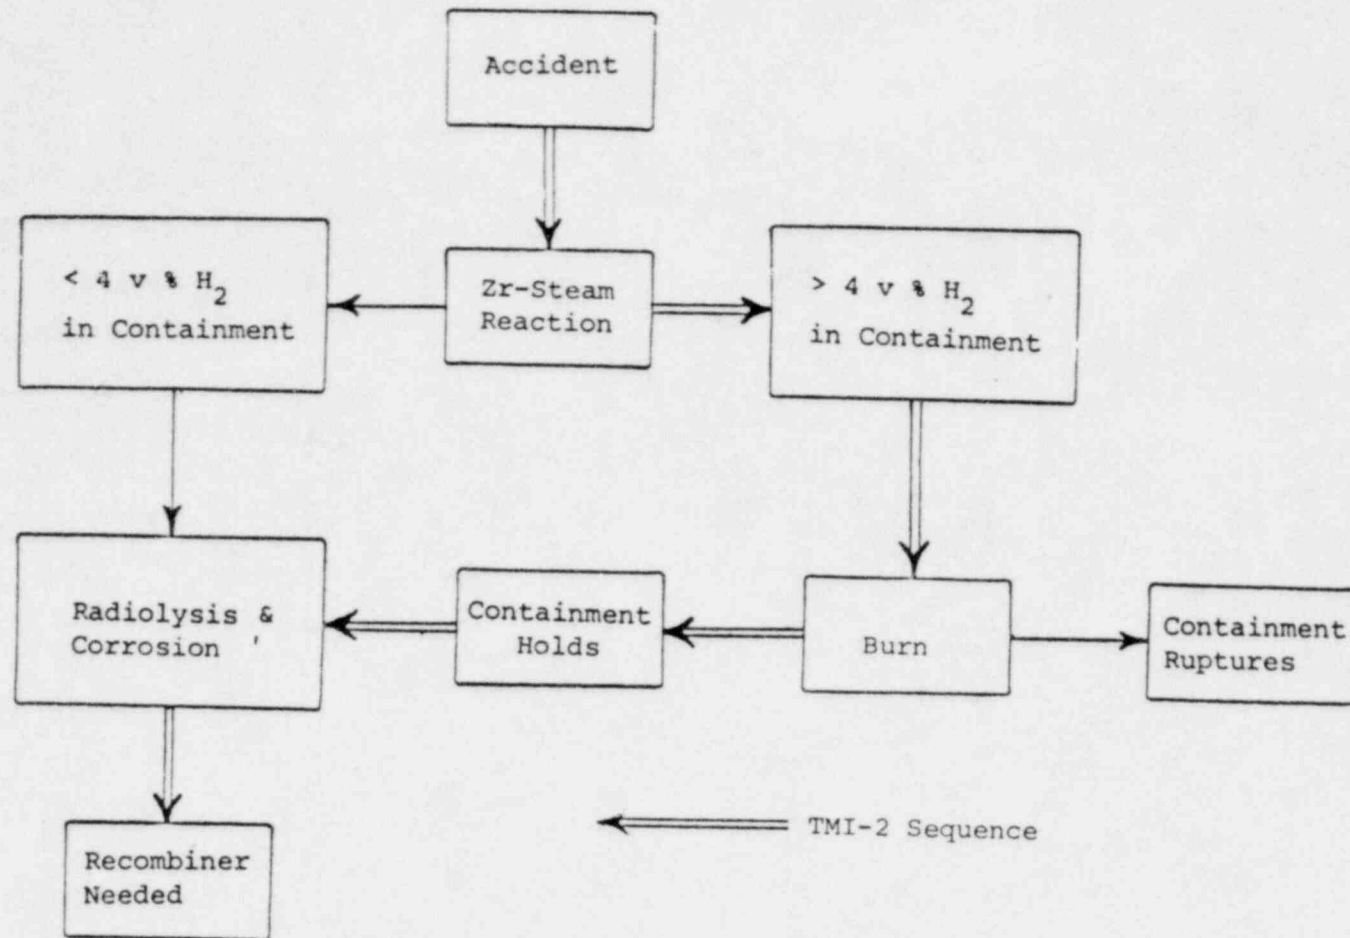 Accident
< 4 v % H2
in Containment
Zr-Steam
Reaction
> 4 v % H2
in Containment
Radiolysis &
Corrosion '
Containment
Holds
Burn
Containment
Ruptures
Recombiner
Needed
TMI-2 Sequence